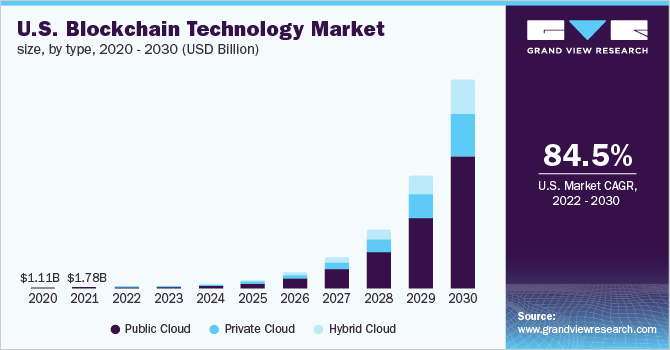 U.S. Blockchain Technology Market
size, by type, 2020 - 2030 (USD Billion)
$1.11B $1.78B
2020 2021 2022 2023 2024 2025 2026 2027 2028 2029 2030
Public Cloud Private Cloud Hybrid Cloud
GRAND VIEW RESEARCH
84.5%
U.S. Market CAGR,
2022 - 2030
Source:
www.grandviewresearch.com